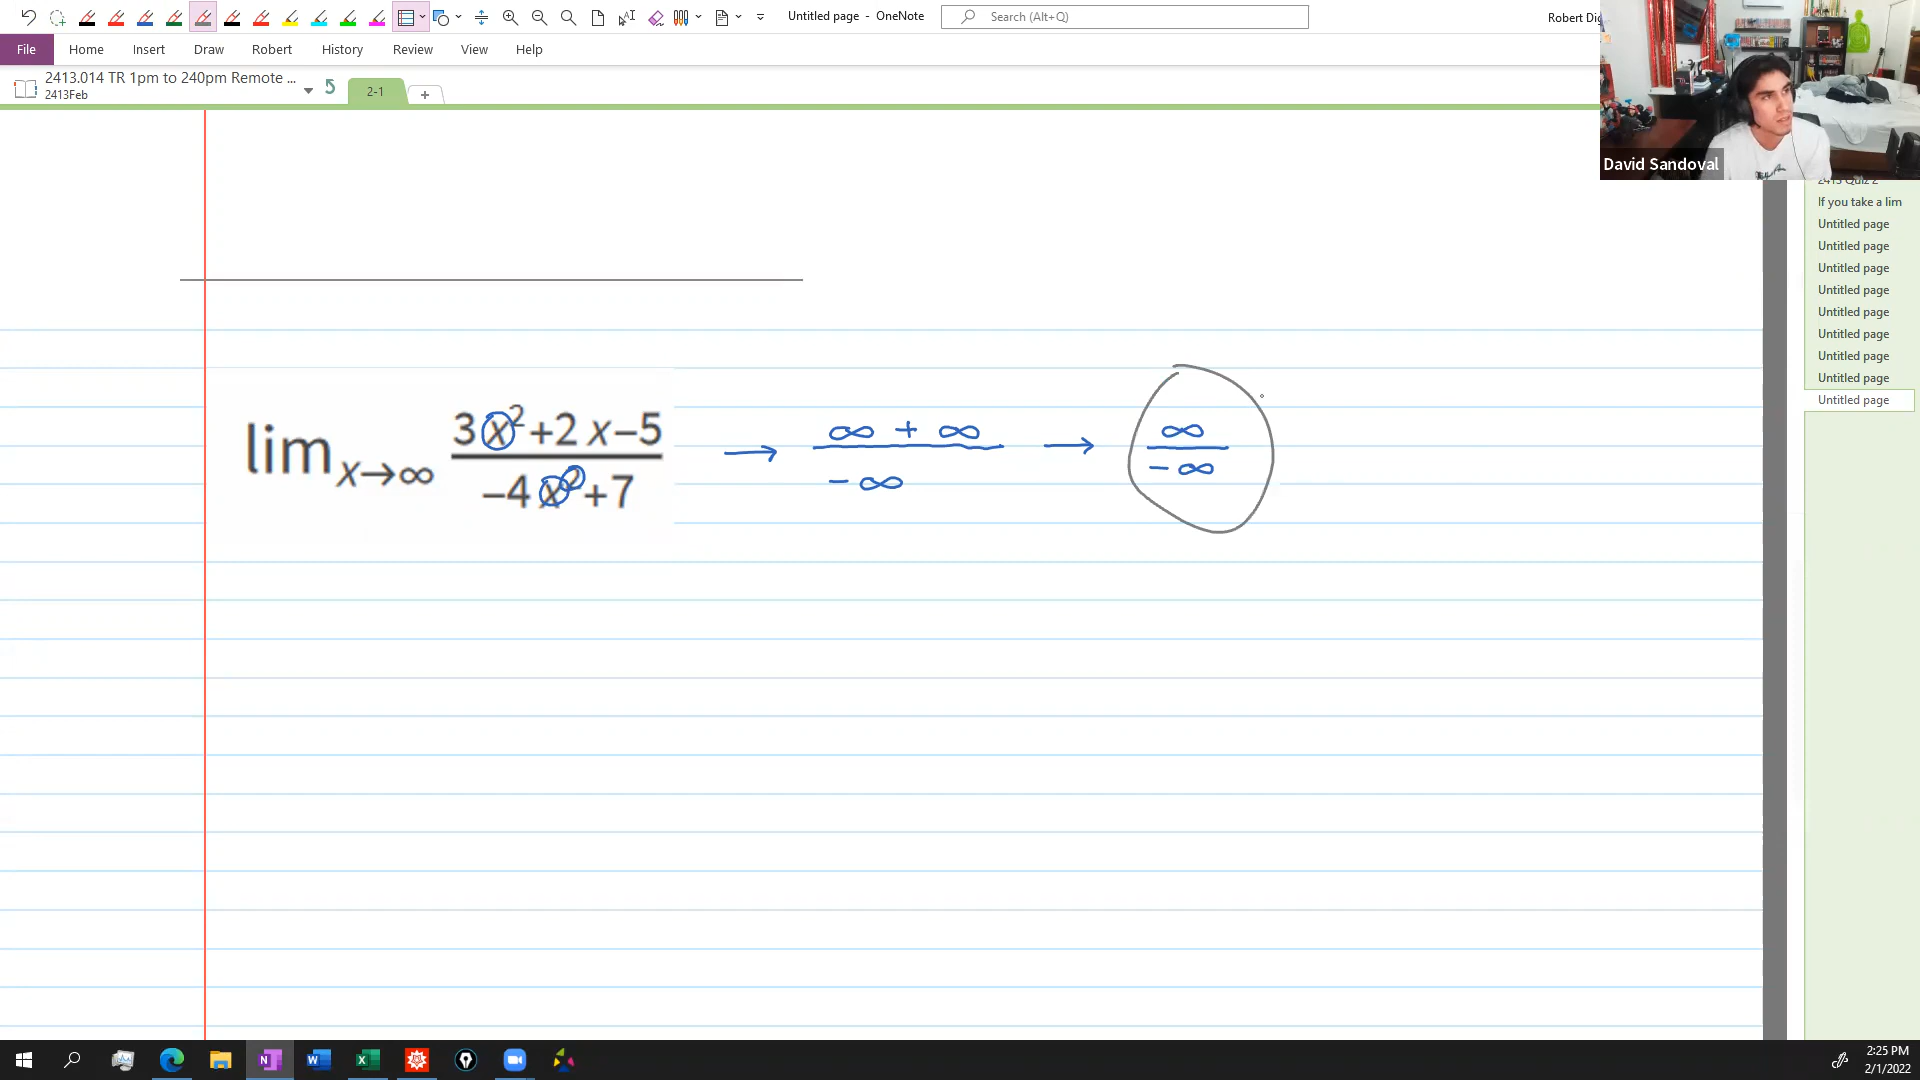 Untitled page - OneNote
Search (Alt+Q)
File Home Insert Draw Robert History Review View Help
2413.014 TR 1pm to 240pm Remote ...
2413Feb
2-1
David Sandoval
2413 Quiz 2
If you take a lim
Untitled page
Untitled page
Untitled page
Untitled page
Untitled page
Untitled page
Untitled page
Untitled page
Untitled page
lim x→∞ (3x²+2x−5)/(−4x²+7) → (∞ + ∞)/(−∞) → ∞/(−∞)
2:25 PM
2/1/2022